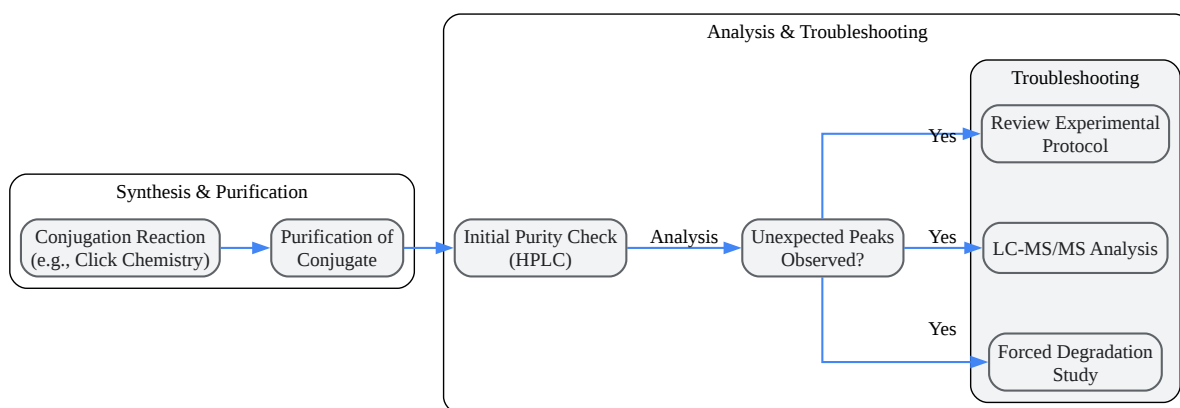 Analysis & Troubleshooting
Troubleshooting
Review Experimental
Protocol
Yes
Synthesis & Purification
Conjugation Reaction
(e.g., Click Chemistry)
Purification of
Conjugate
Initial Purity Check
(HPLC)
Analysis
Unexpected Peaks
Observed?
Yes
LC-MS/MS Analysis
Yes
Forced Degradation
Study